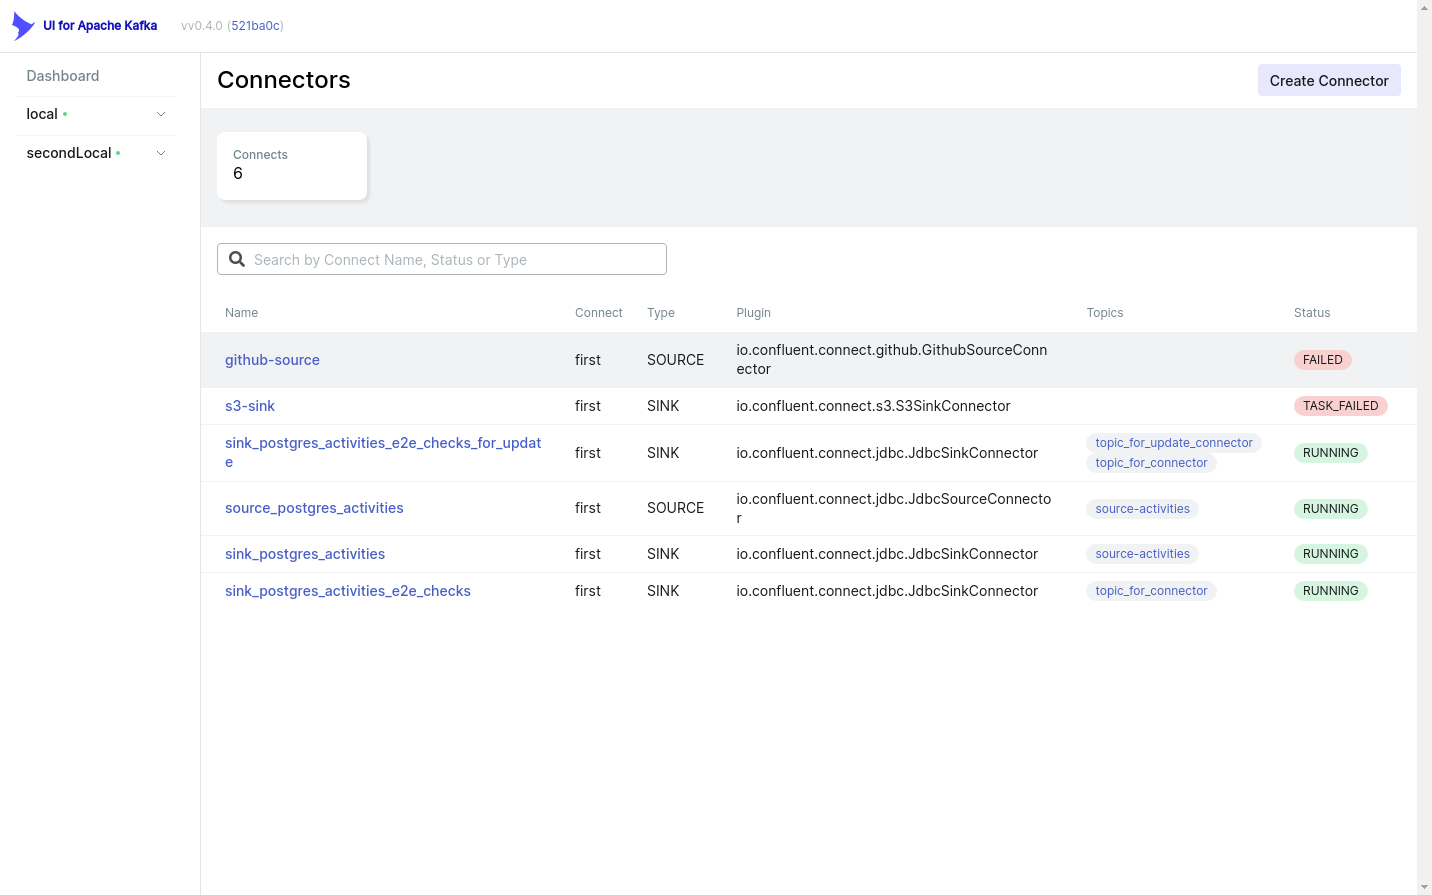 UI for Apache Kafka
vv0.4.0 (521ba0c)
Dashboard
local
secondLocal
Connectors
Create Connector
Connects
6
Search by Connect Name, Status or Type
Name Connect Type Plugin Topics Status
github-source first SOURCE io.confluent.connect.github.GithubSourceConn
ector FAILED
s3-sink first SINK io.confluent.connect.s3.S3SinkConnector TASK_FAILED
sink_postgres_activities_e2e_checks_for_updat
e first SINK io.confluent.connect.jdbc.JdbcSinkConnector topic_for_update_connector
topic_for_connector RUNNING
source_postgres_activities first SOURCE io.confluent.connect.jdbc.JdbcSourceConnecto
r source-activities RUNNING
sink_postgres_activities first SINK io.confluent.connect.jdbc.JdbcSinkConnector source-activities RUNNING
sink_postgres_activities_e2e_checks first SINK io.confluent.connect.jdbc.JdbcSinkConnector topic_for_connector RUNNING